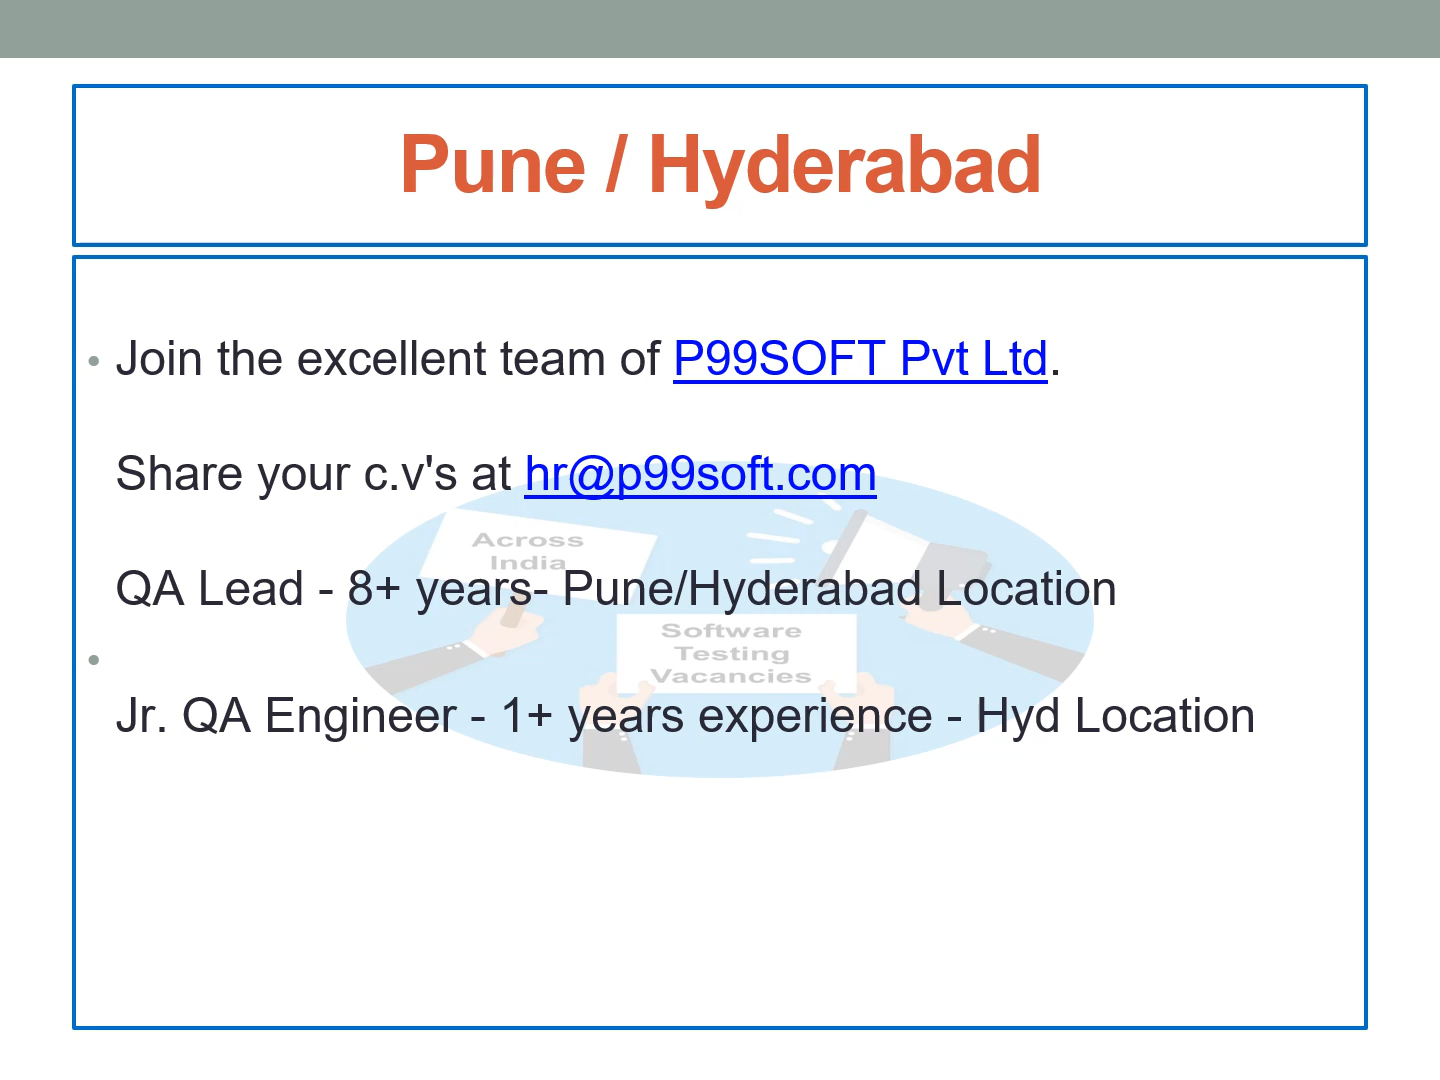 Pune / Hyderabad
• Join the excellent team of P99SOFT Pvt Ltd.
Share your c.v's at hr@p99soft.com
Across
India
QA Lead - 8+ years- Pune/Hyderabad Location
Software
Testing
Vacancies
•
Jr. QA Engineer - 1+ years experience - Hyd Location